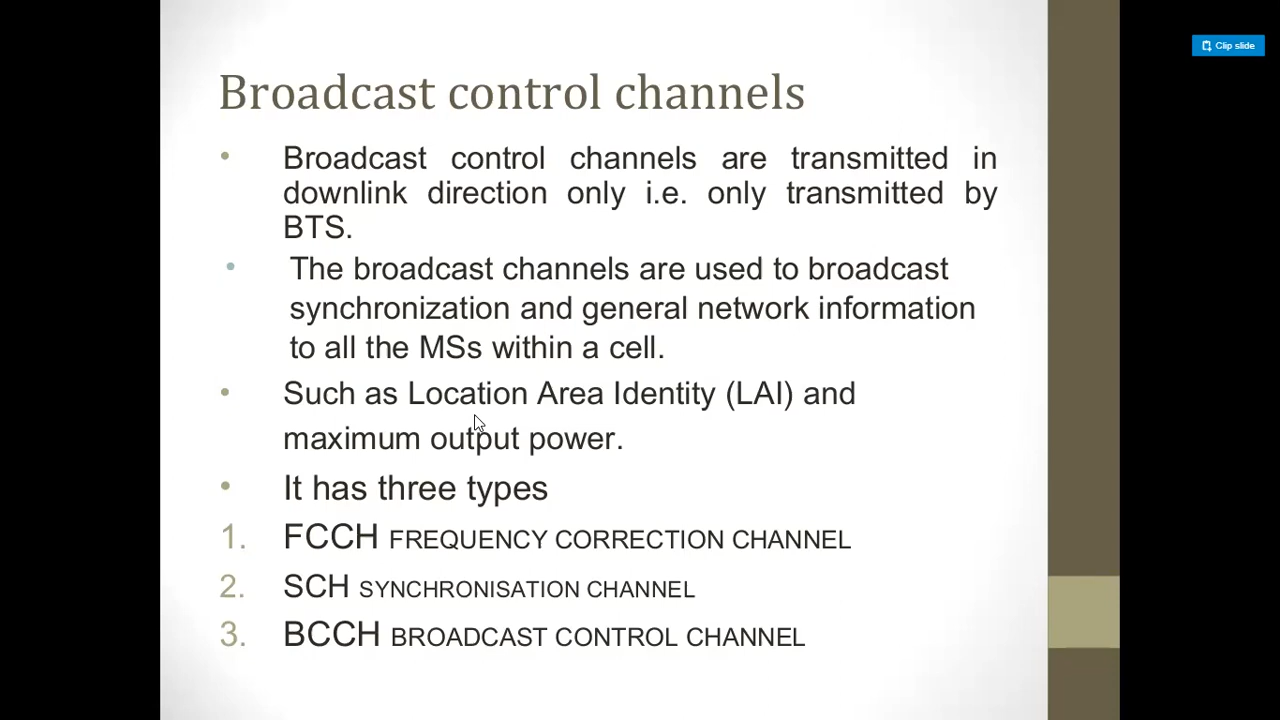 Clip slide
Broadcast control channels
• Broadcast control channels are transmitted in
downlink direction only i.e. only transmitted by
BTS.
• The broadcast channels are used to broadcast
synchronization and general network information
to all the MSs within a cell.
• Such as Location Area Identity (LAI) and
maximum output power.
• It has three types
1. FCCH FREQUENCY CORRECTION CHANNEL
2. SCH SYNCHRONISATION CHANNEL
3. BCCH BROADCAST CONTROL CHANNEL